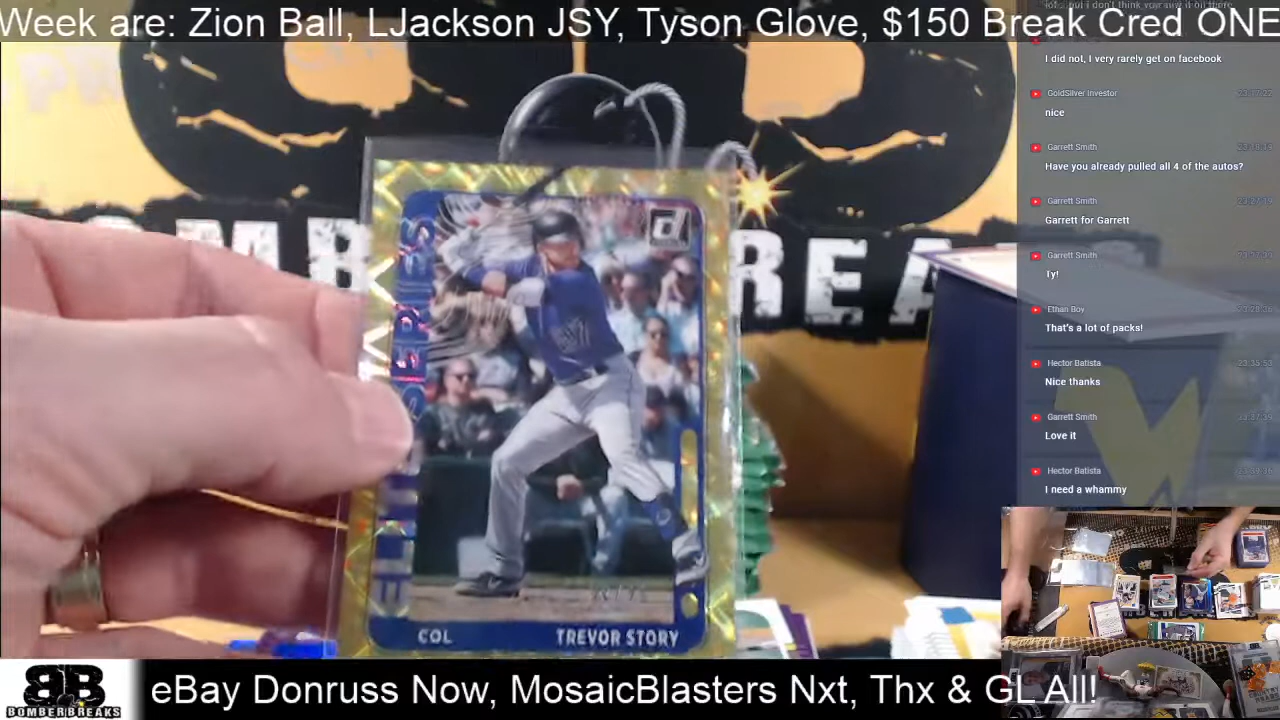 Week are: Zion Ball, LJackson JSY, Tyson Glove, $150 Break Cred ONE
I did not, I very rarely get on facebook
GoldSilver Investor
nice
Garrett Smith
Have you already pulled all 4 of the autos?
Garrett Smith
Garrett for Garrett
Garrett Smith
Ty!
Ethan Boy
That's a lot of packs!
Hector Batista
Nice thanks
Garrett Smith
Love it
Hector Batista
I need a whammy
COL
TREVOR STORY
BB
BOMBERBREAKS
eBay Donruss Now, MosaicBlasters Nxt, Thx & GL All!